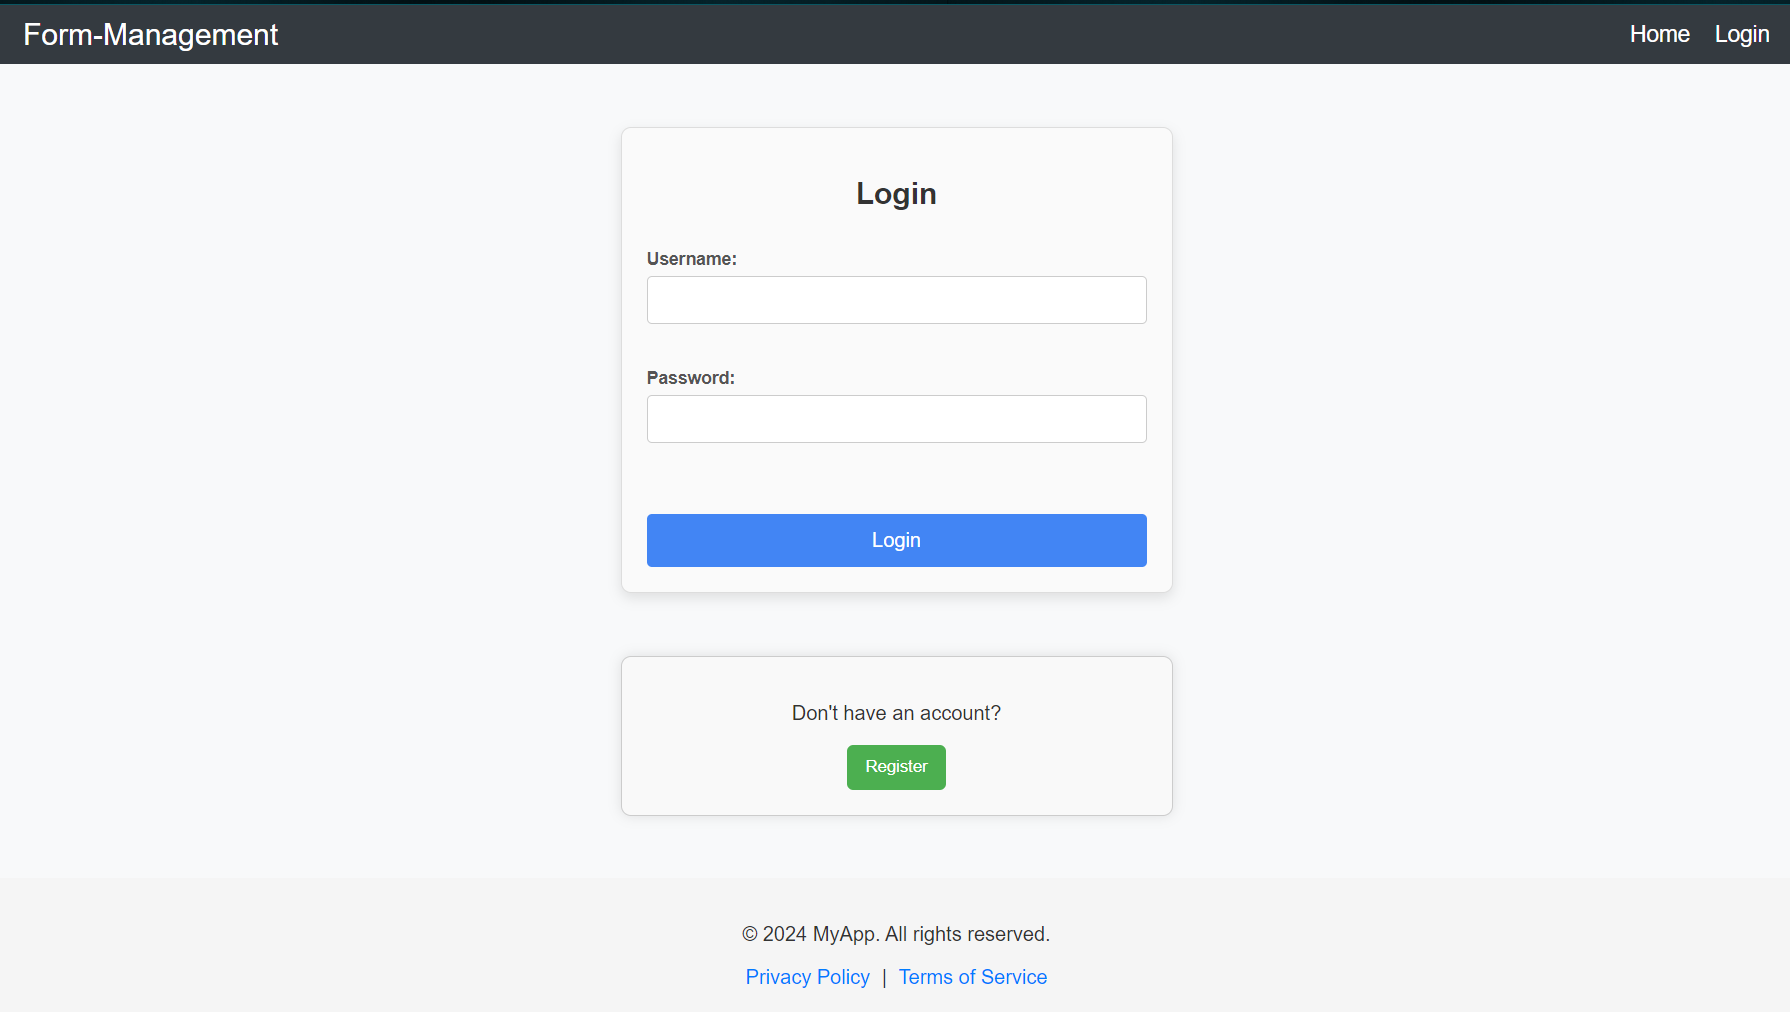 Form-Management Home Login
Login
Username:
Password:
Login
Don't have an account?
Register
© 2024 MyApp. All rights reserved.
Privacy Policy | Terms of Service